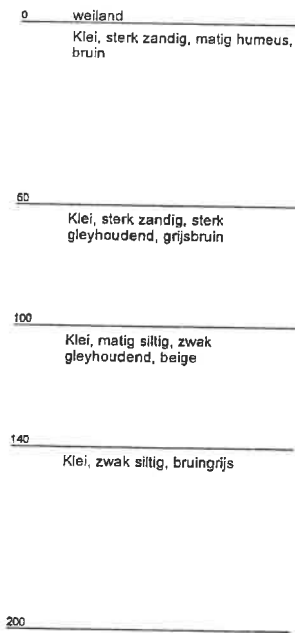 0 weiland
Klei, sterk zandig, matig humeus,
bruin
60
Klei, sterk zandig, sterk
gleyhoudend, grijsbruin
100
Klei, matig siltig, zwak
gleyhoudend, beige
140
Klei, zwak siltig, bruingrijs
200